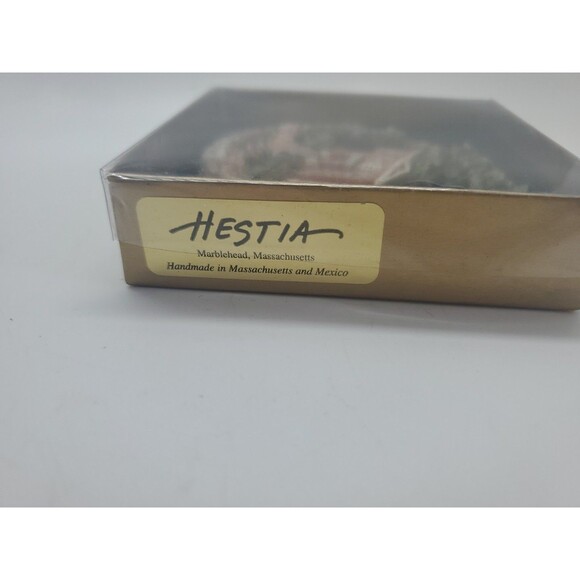 HESTIA
Marblehead, Massachusetts
Handmade in Massachusetts and Mexico